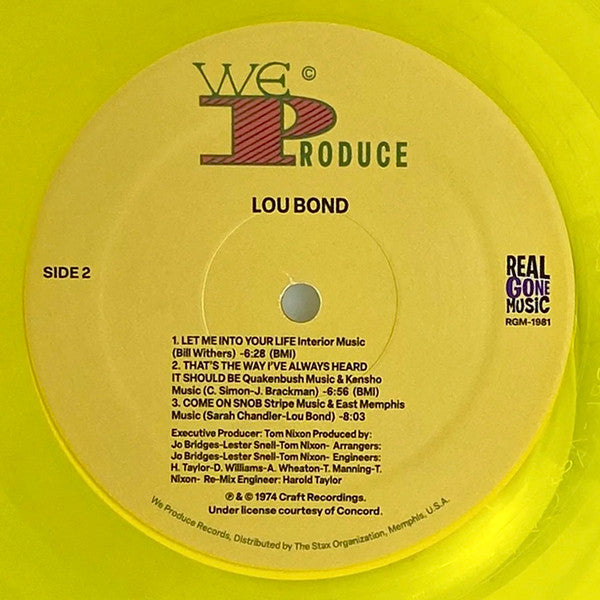 WE ©
PRODUCE
LOU BOND
SIDE 2
REAL
GONE
MUSIC
RGM-1981
1. LET ME INTO YOUR LIFE Interior Music
(Bill Withers) -6:28 (BMI)
2. THAT'S THE WAY I'VE ALWAYS HEARD
IT SHOULD BE Quakenbush Music & Kensho
Music (C. Simon-J. Brackman) -6:56 (BMI)
3. COME ON SNOB Stripe Music & East Memphis
Music (Sarah Chandler-Lou Bond) -8:03
Executive Producer: Tom Nixon Produced by:
Jo Bridges-Lester Snell-Tom Nixon- Arrangers:
Jo Bridges-Lester Snell-Tom Nixon- Engineers:
H. Taylor-D. Williams-A. Wheaton-T. Manning-T.
Nixon- Re-Mix Engineer: Harold Taylor
℗ & © 1974 Craft Recordings.
Under license courtesy of Concord.
We Produce Records, Distributed by The Stax Organization, Memphis, U.S.A.